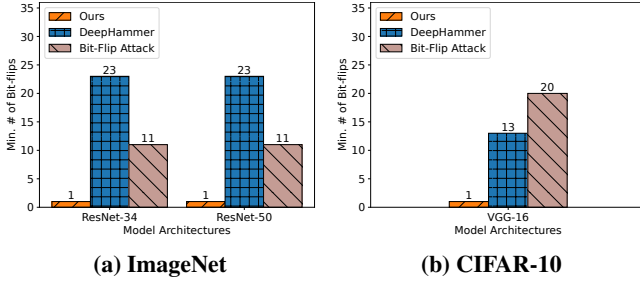 Min. # of Bit-flips
35
30
25
20
15
10
5
0
Ours
DeepHammer
Bit-Flip Attack
1
23
11
1
23
11
ResNet-34
ResNet-50
Model Architectures
(a) ImageNet
Min. # of Bit-flips
35
30
25
20
15
10
5
0
Ours
DeepHammer
Bit-Flip Attack
1
13
20
VGG-16
Model Architectures
(b) CIFAR-10